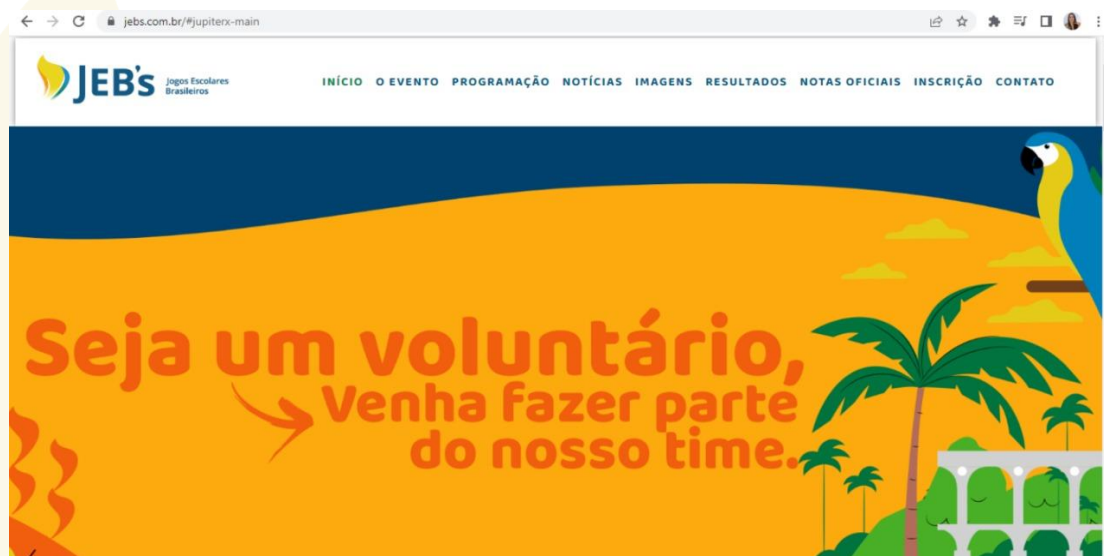 jebs.com.br/#jupiterx-main
JEB's Jogos Escolares
Brasileiros
INÍCIO O EVENTO PROGRAMAÇÃO NOTÍCIAS IMAGENS RESULTADOS NOTAS OFICIAIS INSCRIÇÃO CONTATO
Seja um voluntário,
Venha fazer parte
do nosso time.